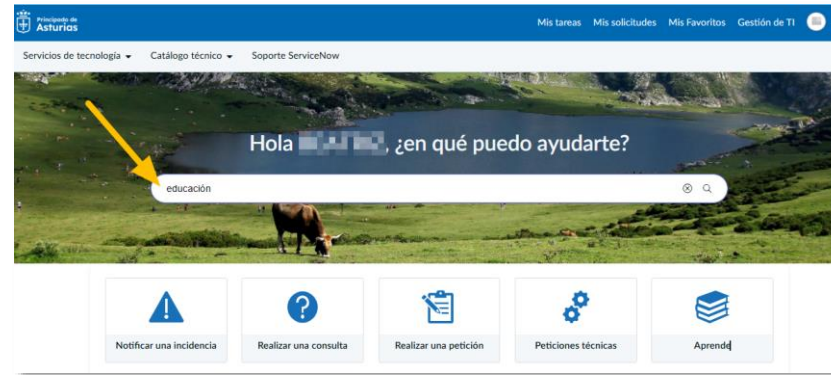 Principado de
Asturias
Mis tareas Mis solicitudes Mis Favoritos Gestión de TI
Servicios de tecnología Catálogo técnico Soporte ServiceNow
Hola , ¿en qué puedo ayudarte?
educación
Notificar una incidencia Realizar una consulta Realizar una petición Peticiones técnicas Aprende